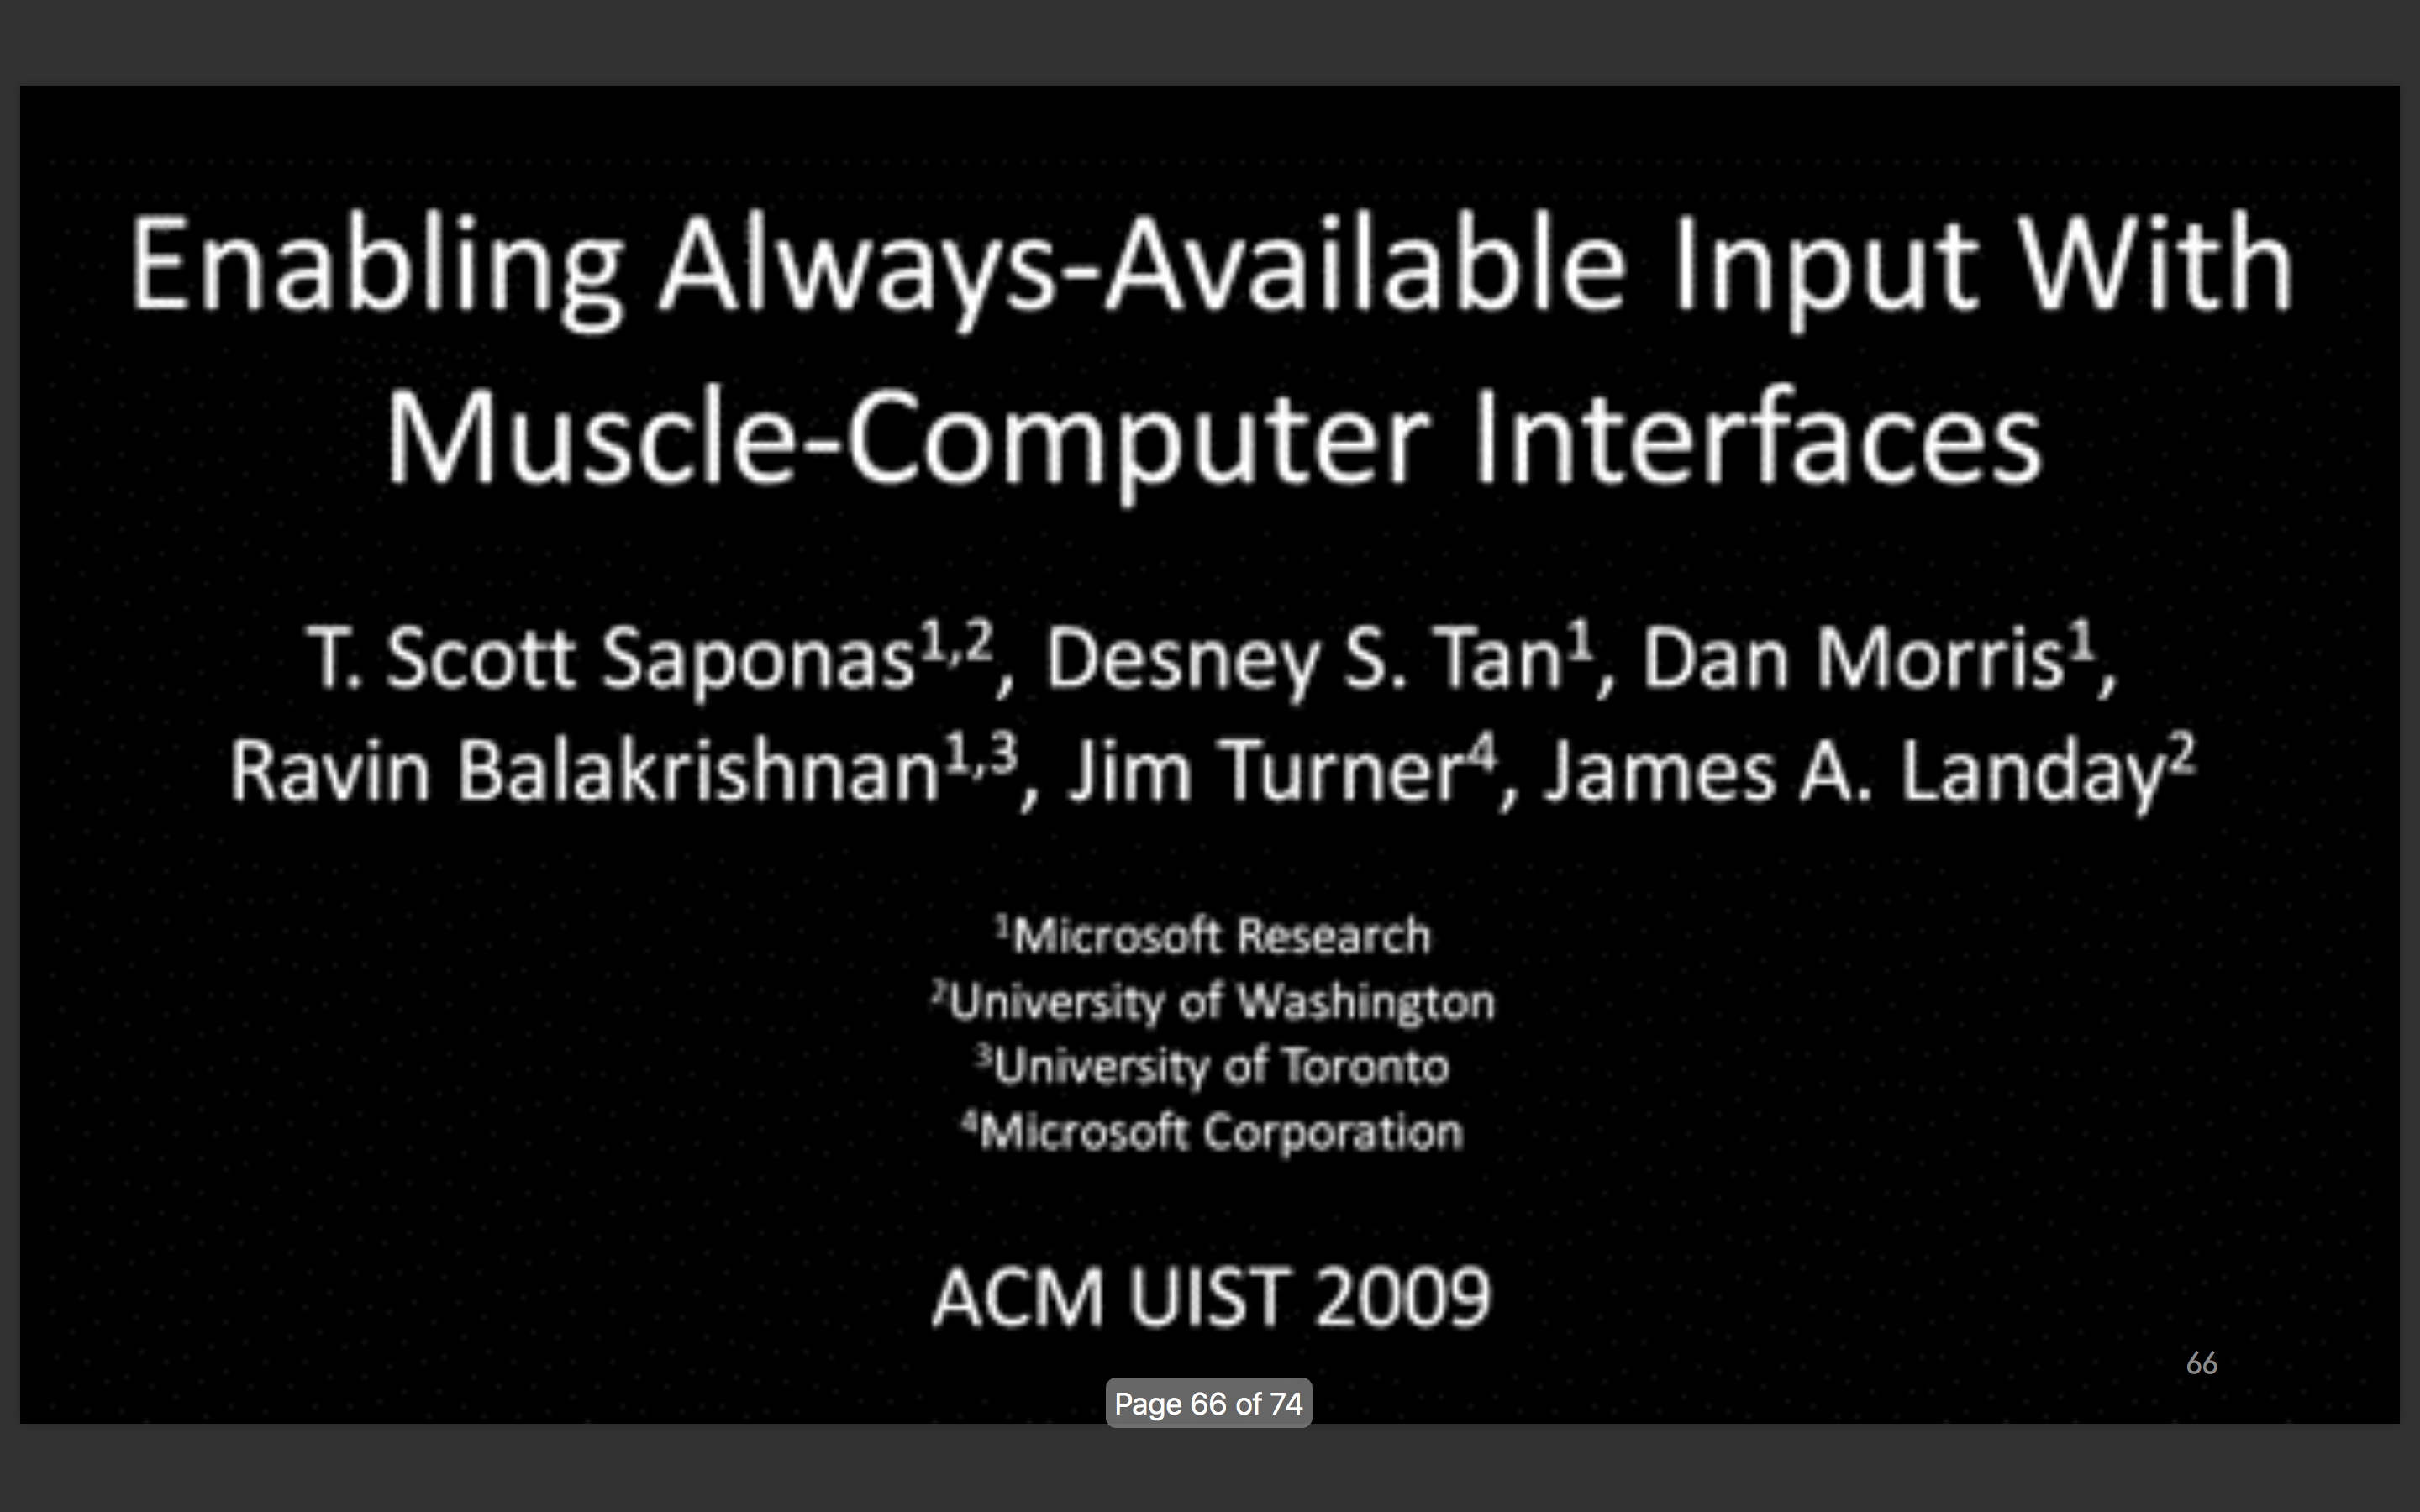 Enabling Always-Available Input With
Muscle-Computer Interfaces
T. Scott Saponas1,2, Desney S. Tan1, Dan Morris1,
Ravin Balakrishnan1,3, Jim Turner4, James A. Landay2
1Microsoft Research
2University of Washington
3University of Toronto
4Microsoft Corporation
ACM UIST 2009
66
Page 66 of 74